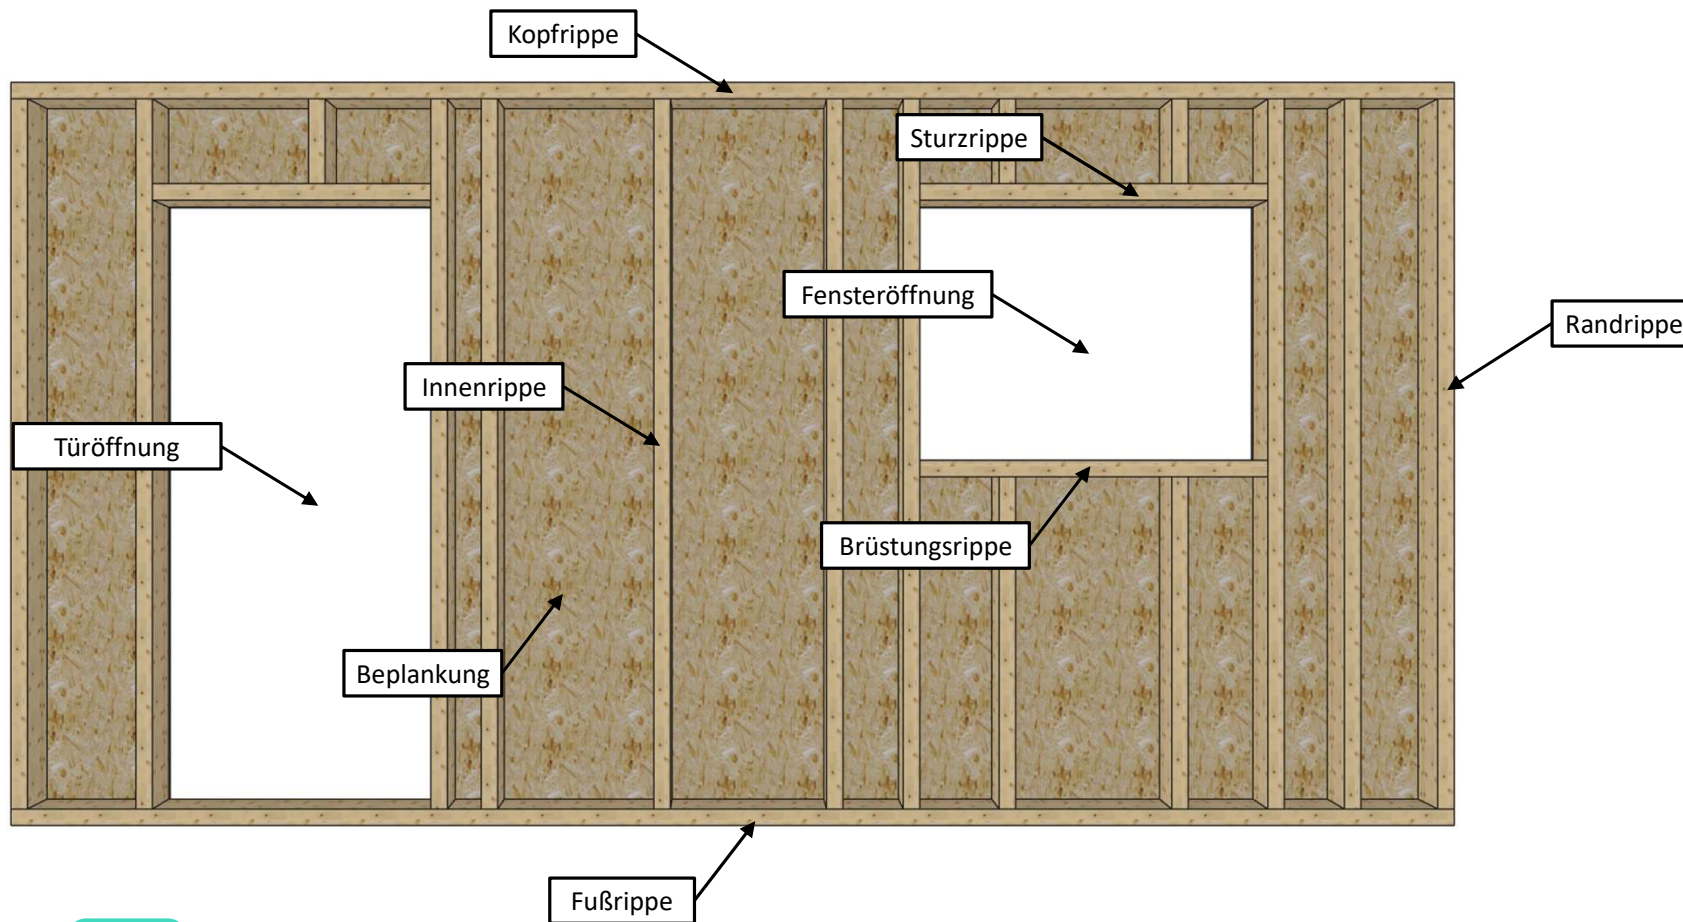 Kopfrippe
Sturzrippe
Fensteröffnung
Randrippe
Innenrippe
Türöffnung
Brüstungsrippe
Beplankung
Fußrippe